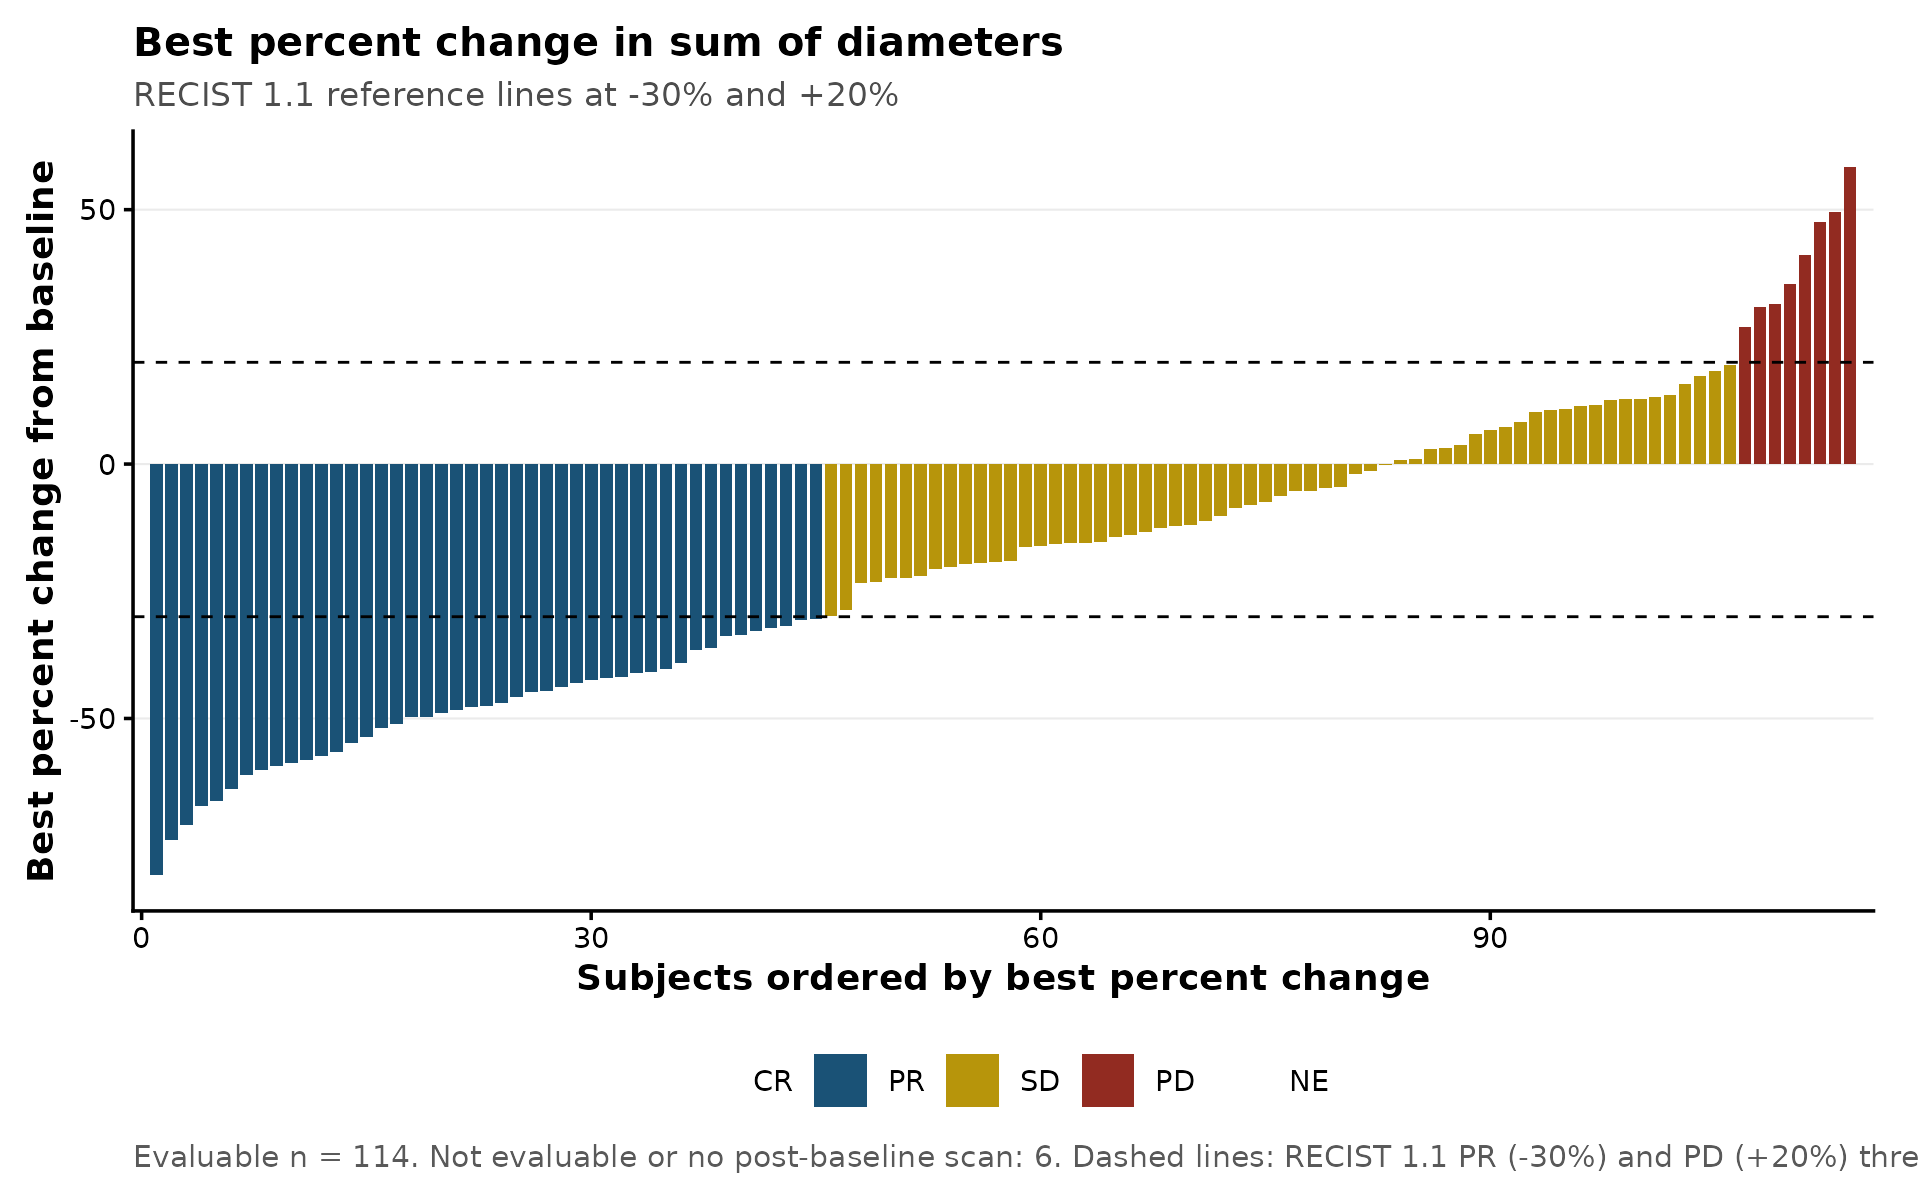 Best percent change in sum of diameters
RECIST 1.1 reference lines at -30% and +20%
Best percent change from baseline
50
0
-50
0 30 60 90
Subjects ordered by best percent change
CR PR SD PD NE
Evaluable n = 114. Not evaluable or no post-baseline scan: 6. Dashed lines: RECIST 1.1 PR (-30%) and PD (+20%) thre